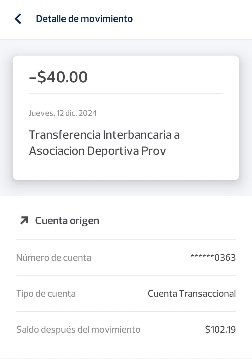 Detalle de movimiento
-$40.00
Jueves, 12 dic. 2024
Transferencia Interbancaria a
Asociacion Deportiva Prov
Cuenta origen
Número de cuenta ******0363
Tipo de cuenta Cuenta Transaccional
Saldo después del movimiento $102.19